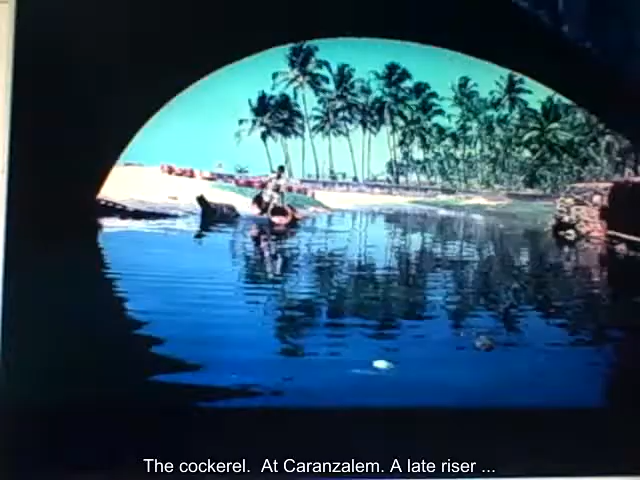 The cockerel.  At Caranzalem. A late riser ...